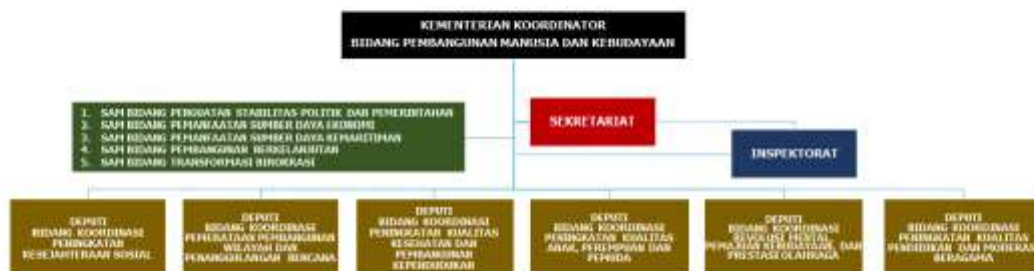 KEMENTERIAN KOORDINATOR
BIDANG PEMBANGUNAN MANUSIA DAN KEBUDAYAAN
1. SAM BIDANG PENGUATAN STABILITAS POLITIK DAN PEMERINTAHAN
2. SAM BIDANG PEMANFAATAN SUMBER DAYA EKONOMI
3. SAM BIDANG PEMANFAATAN SUMBER DAYA KEMARITIMAN
4. SAM BIDANG PEMBANGUNAN BERKELANJUTAN
5. SAM BIDANG TRANSFORMASI BIROKRASI
SEKRETARIAT
INSPEKTORAT
DEPUTI
BIDANG KOORDINASI
PENINGKATAN
KESEJAHTERAAN SOSIAL
DEPUTI
BIDANG KOORDINASI
PEMERATAAN PEMBANGUNAN
WILAYAH DAN
PENANGGULANGAN BENCANA
DEPUTI
BIDANG KOORDINASI
PENINGKATAN KUALITAS
KESEHATAN DAN
PEMBANGUNAN
KEPENDUDUKAN
DEPUTI
BIDANG KOORDINASI
PENINGKATAN KUALITAS
ANAK, PEREMPUAN DAN
PEMUDA
DEPUTI
BIDANG KOORDINASI
REVOLUSI MENTAL,
PEMAJUAN KEBUDAYAAN, DAN
PRESTASI OLAHRAGA
DEPUTI
BIDANG KOORDINASI
PENINGKATAN KUALITAS
PENDIDIKAN DAN MODERASI
BERAGAMA